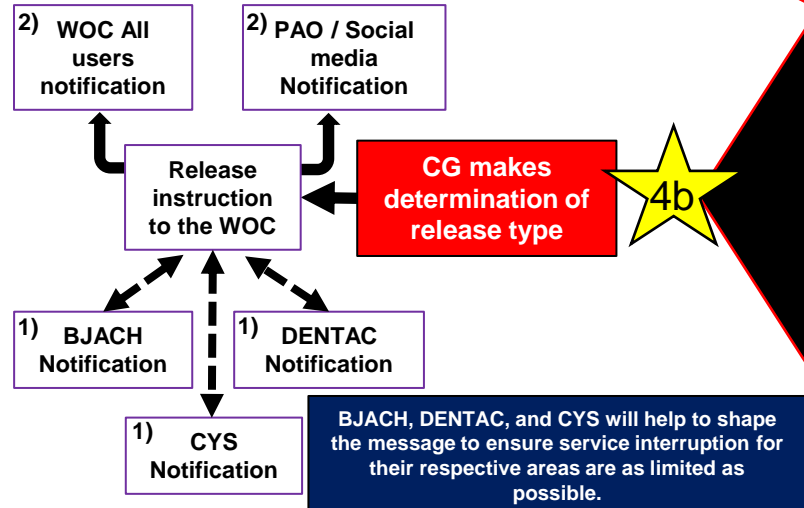 2) WOC All
users
notification
2) PAO / Social
media
Notification
Release
instruction
to the WOC
CG makes
determination of
release type
4b
1) BJACH
Notification
1) DENTAC
Notification
1) CYS
Notification
BJACH, DENTAC, and CYS will help to shape
the message to ensure service interruption for
their respective areas are as limited as
possible.